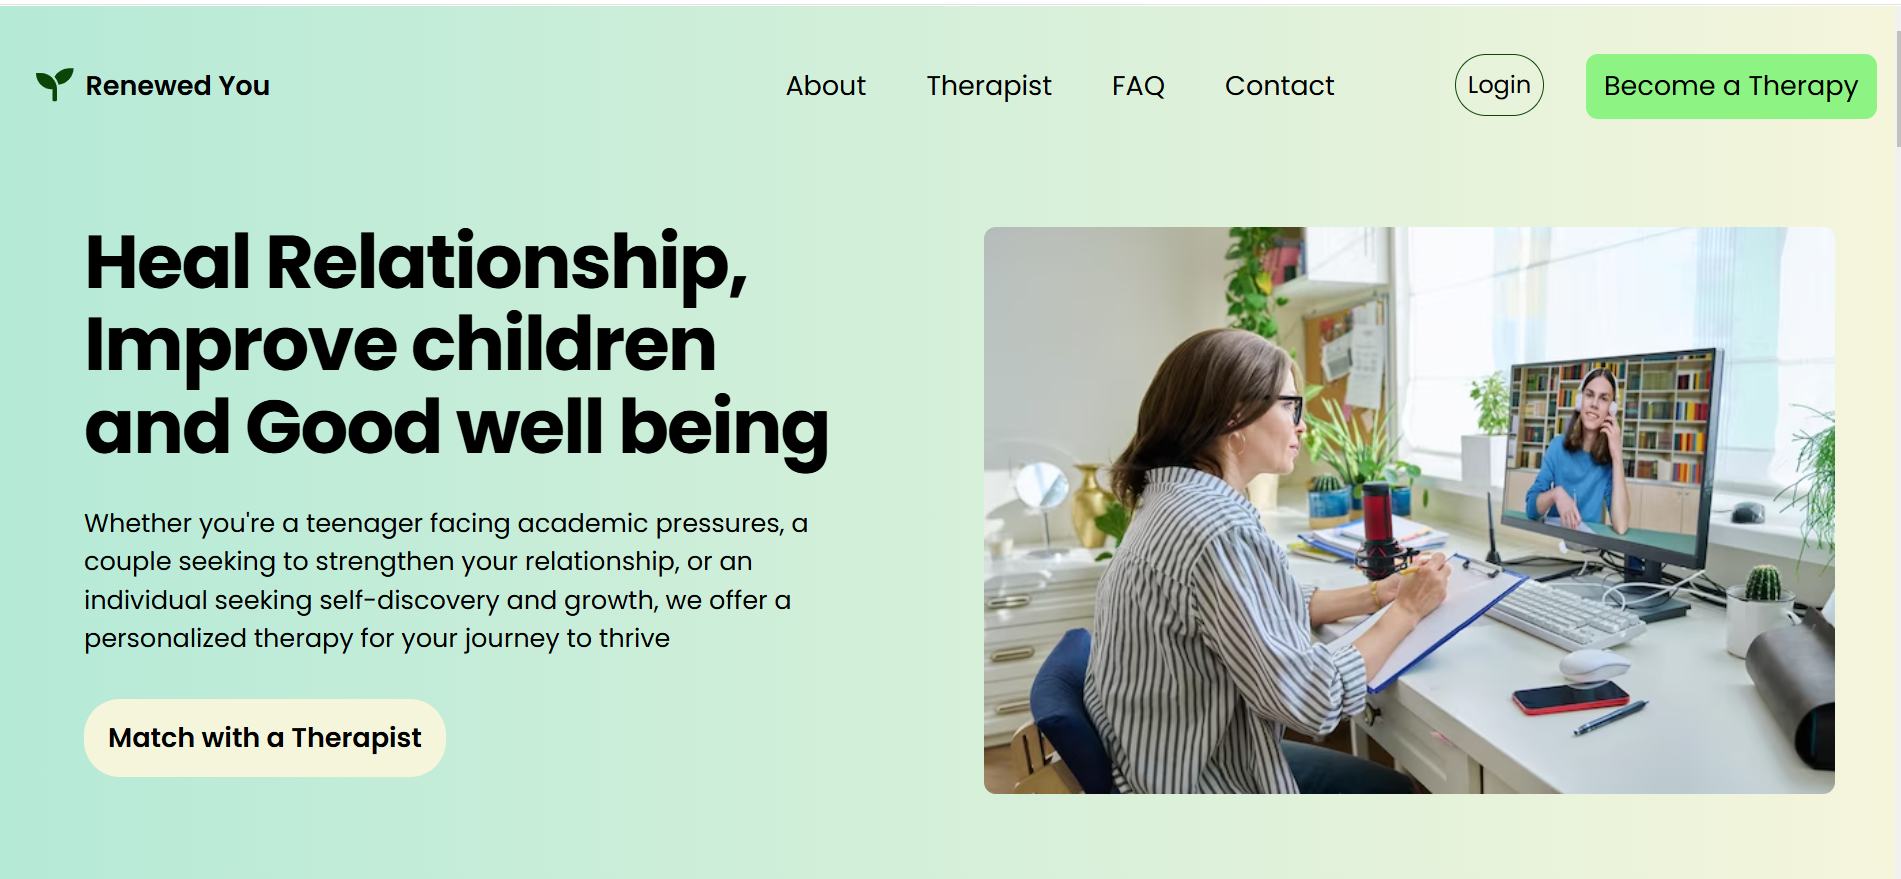 Renewed You
About
Therapist
FAQ
Contact
Login
Become a Therapy
Heal Relationship,
Improve children
and Good well being
Whether you're a teenager facing academic pressures, a
couple seeking to strengthen your relationship, or an
individual seeking self-discovery and growth, we offer a
personalized therapy for your journey to thrive
Match with a Therapist